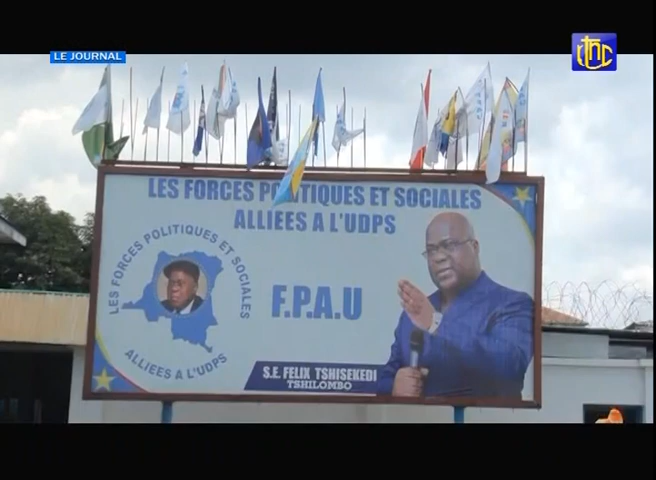 LE JOURNAL
LES FORCES POLITIQUES ET SOCIALES
ALLIEES A L'UDPS
LES FORCES POLITIQUES ET SOCIALES
ALLIEES A L'UDPS
F.P.A.U
S.E. FELIX TSHISEKEDI
TSHILOMBO